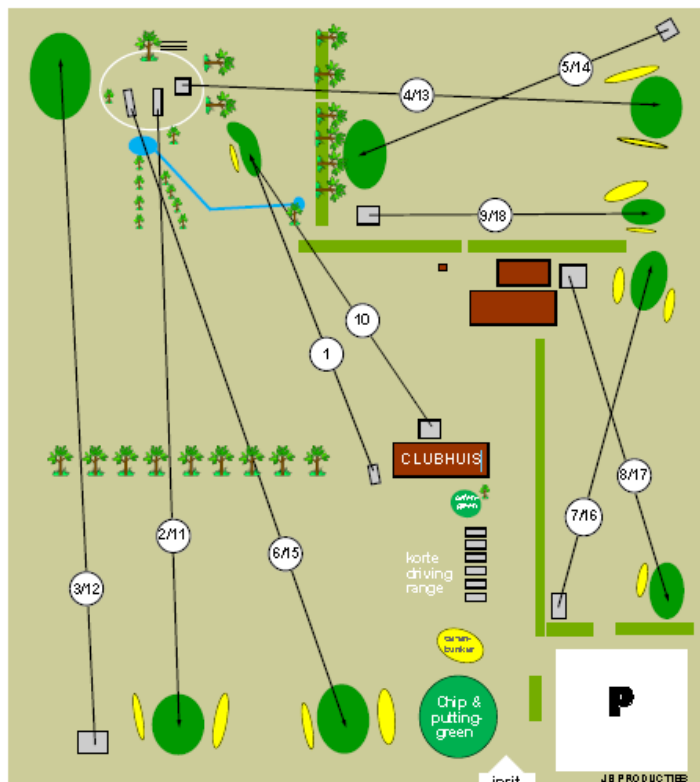 5/14
4/13
9/18
10
1
CLUBHUIS
8/17
7/16
2/11
6/15
korte
driving
range
3/12
Chip &
putting-
green
P
inrit
JB PRODUCTIES